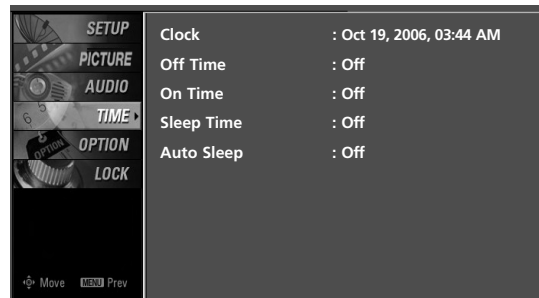 SETUP
PICTURE
AUDIO
TIME
OPTION
LOCK
Move MENU Prev
Clock : Oct 19, 2006, 03:44 AM
Off Time : Off
On Time : Off
Sleep Time : Off
Auto Sleep : Off